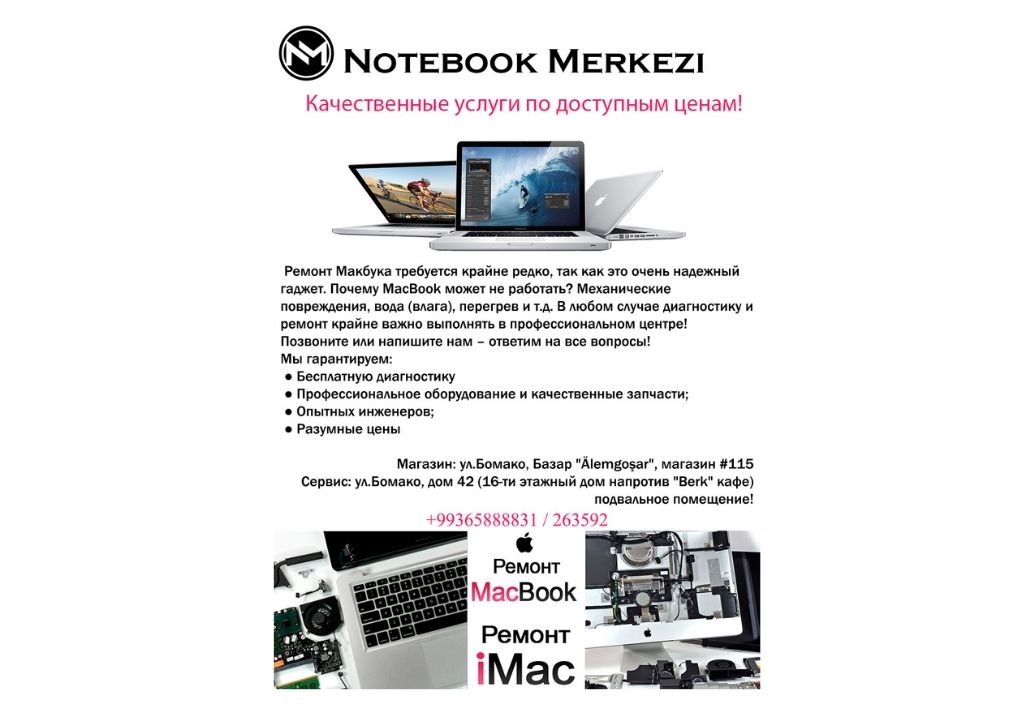 NOTEBOOK MERKEZI
Качественные услуги по доступным ценам!
Ремонт Макбука требуется крайне редко, так как это очень надежный
гаджет. Почему MacBook может не работать? Механические
повреждения, вода (влага), перегрев и т.д. В любом случае диагностику и
ремонт крайне важно выполнять в профессиональном центре!
Позвоните или напишите нам – ответим на все вопросы!
Мы гарантируем:
● Бесплатную диагностику
● Профессиональное оборудование и качественные запчасти;
● Опытных инженеров;
● Разумные цены
Магазин: ул.Бомако, Базар "Älemgoşar", магазин #115
Сервис: ул.Бомако, дом 42 (16-ти этажный дом напротив "Berk" кафе)
подвальное помещение!
+99365888831 / 263592
Ремонт
MacBook
Ремонт
iMac